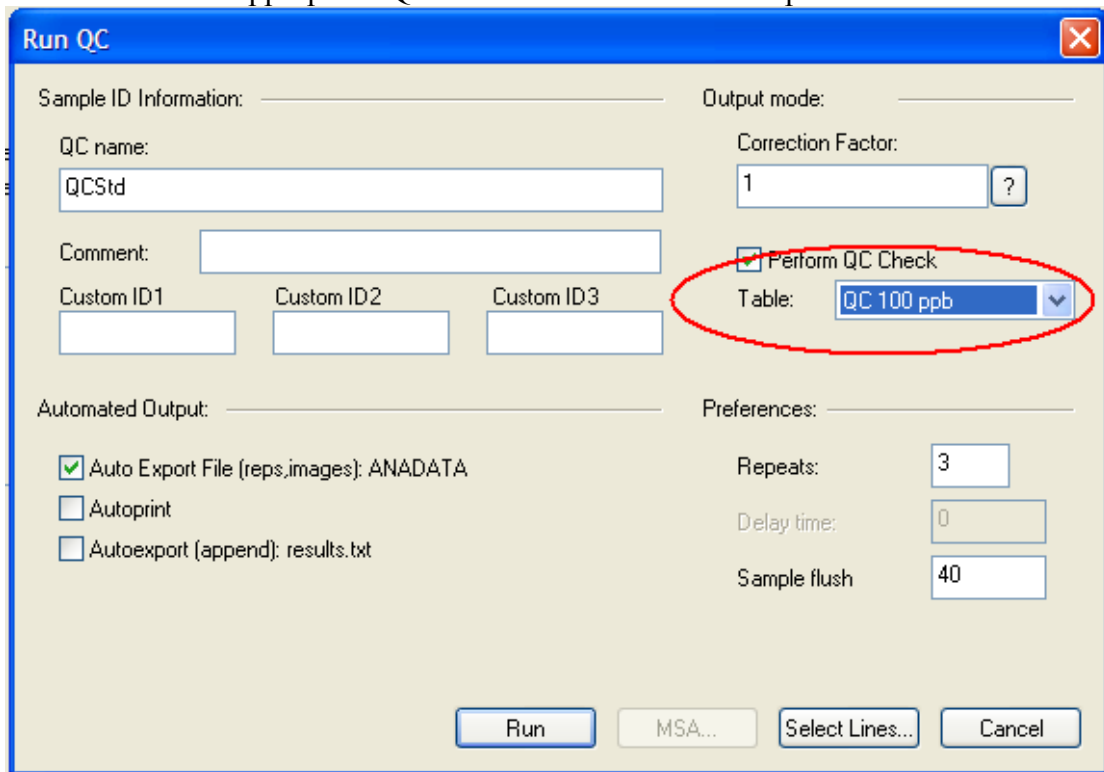 Run QC
Sample ID Information:
QC name:
QCStd
Comment:
Custom ID1 Custom ID2 Custom ID3
Automated Output:
Auto Export File (reps,images): ANADATA
Autoprint
Autoexport (append): results.txt
Output mode:
Correction Factor:
1 ?
Perform QC Check
Table: QC 100 ppb
Preferences:
Repeats: 3
Delay time: 0
Sample flush 40
Run MSA... Select Lines... Cancel